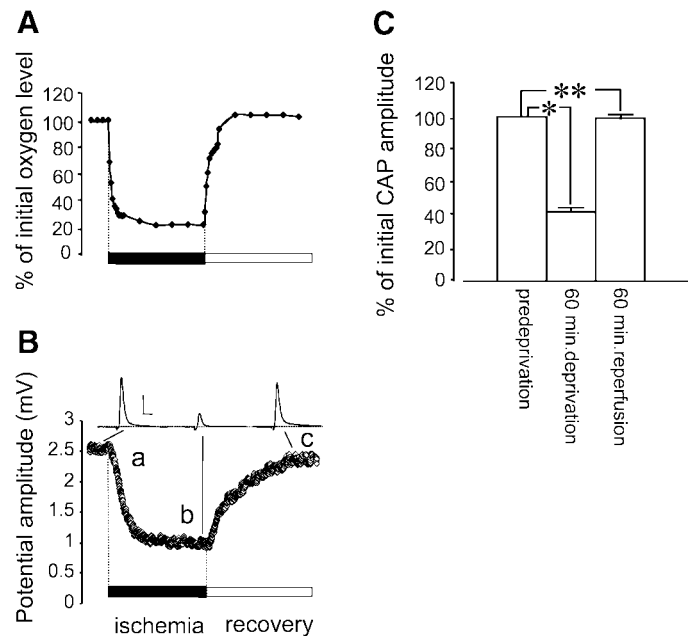 A
% of initial oxygen level
120
100
80
60
40
20
0
B
Potential amplitude (mV)
3
2.5
2
1.5
1
0.5
0
a
b
c
ischemia
recovery
C
% of initial CAP amplitude
120
100
80
60
40
20
0
**
*
predeprivation
60 min.deprivation
60 min.reperfusion